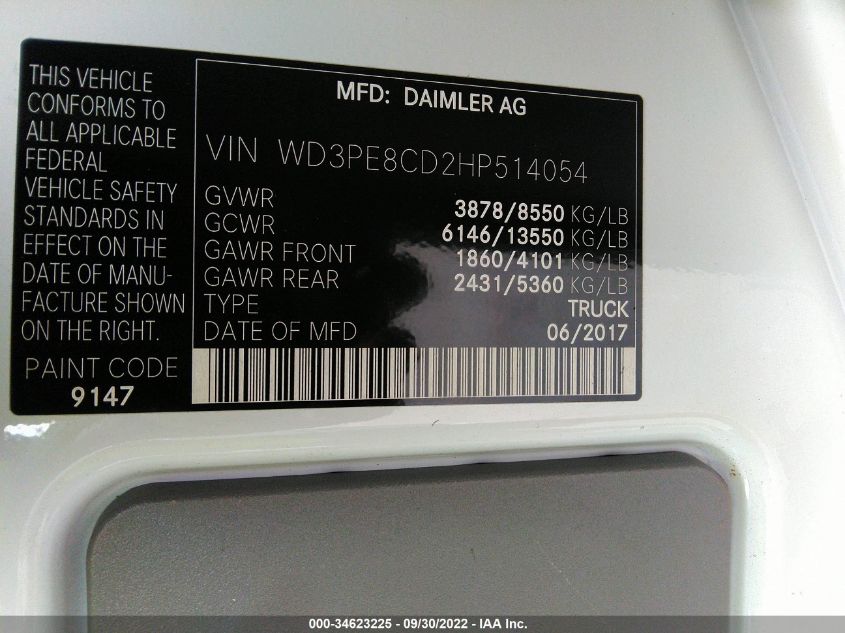 THIS VEHICLE
CONFORMS TO
ALL APPLICABLE
FEDERAL
VEHICLE SAFETY
STANDARDS IN
EFFECT ON THE
DATE OF MANU-
FACTURE SHOWN
ON THE RIGHT.
PAINT CODE
9147
MFD: DAIMLER AG
VIN WD3PE8CD2HP514054
GVWR 3878/8550 KG/LB
GCWR 6146/13550 KG/LB
GAWR FRONT 1860/4101 KG/LB
GAWR REAR 2431/5360 KG/LB
TYPE TRUCK
DATE OF MFD 06/2017
000-34623225 - 09/30/2022 - IAA Inc.